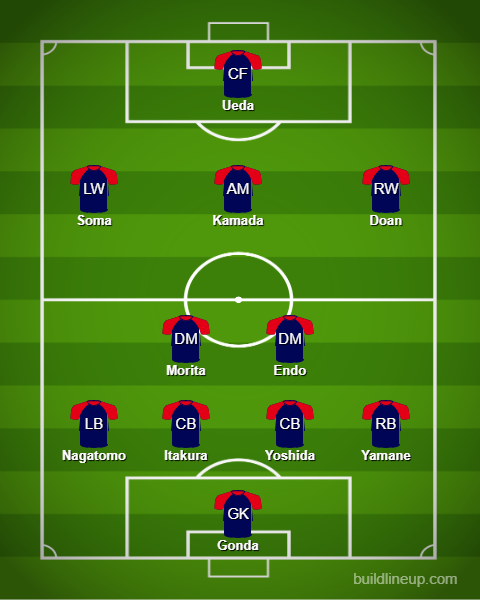 CF
Ueda
LW
Soma
AM
Kamada
RW
Doan
DM
Morita
DM
Endo
LB
Nagatomo
CB
Itakura
CB
Yoshida
RB
Yamane
GK
Gonda
buildlineup.com